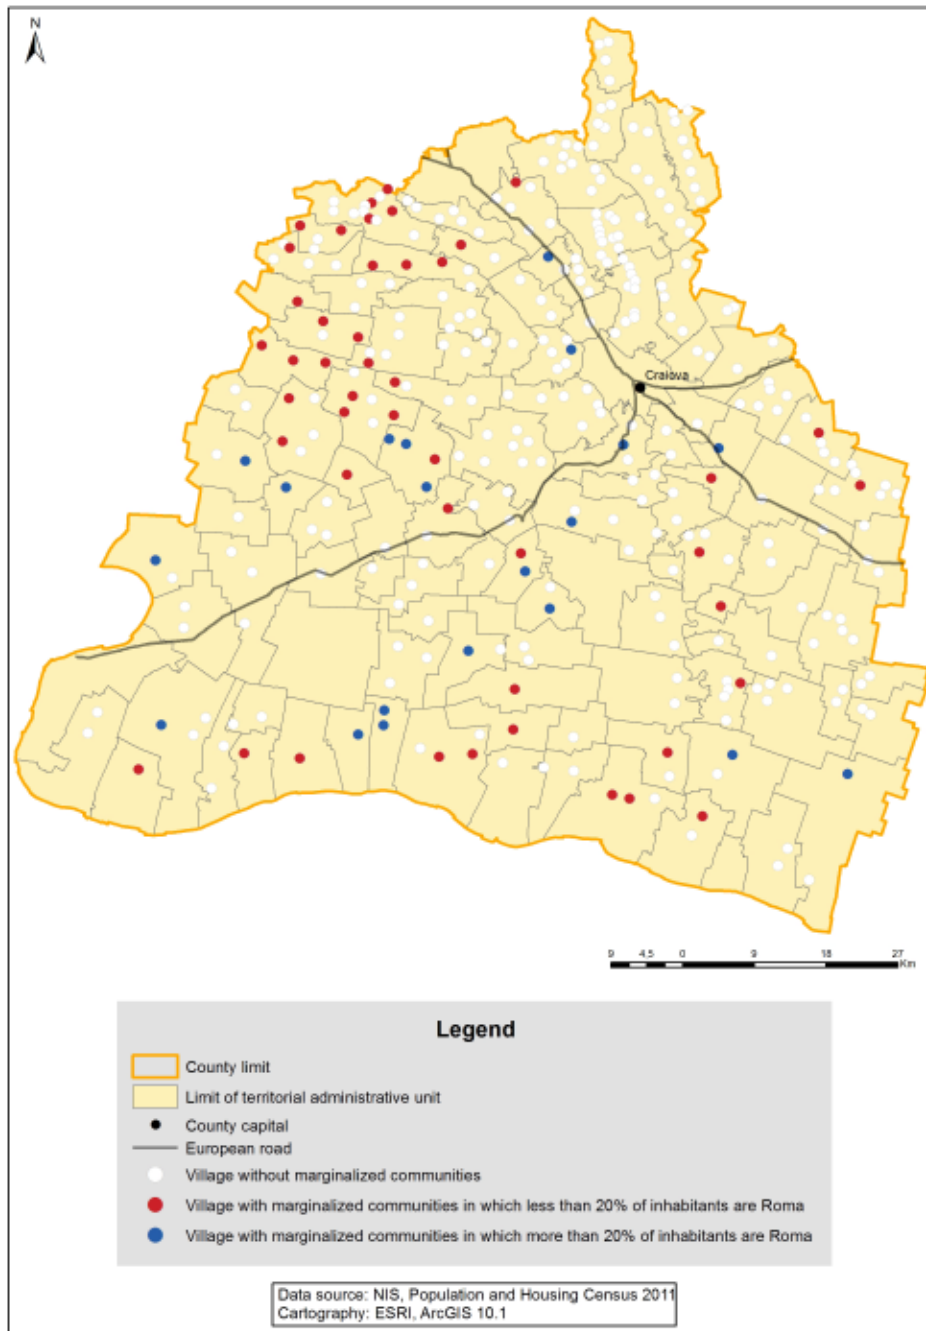 N
Craiova
9 4,5 0 9 18 27
Km
Legend
County limit
Limit of territorial administrative unit
County capital
European road
Village without marginalized communities
Village with marginalized communities in which less than 20% of inhabitants are Roma
Village with marginalized communities in which more than 20% of inhabitants are Roma
Data source: NIS, Population and Housing Census 2011
Cartography: ESRI, ArcGIS 10.1